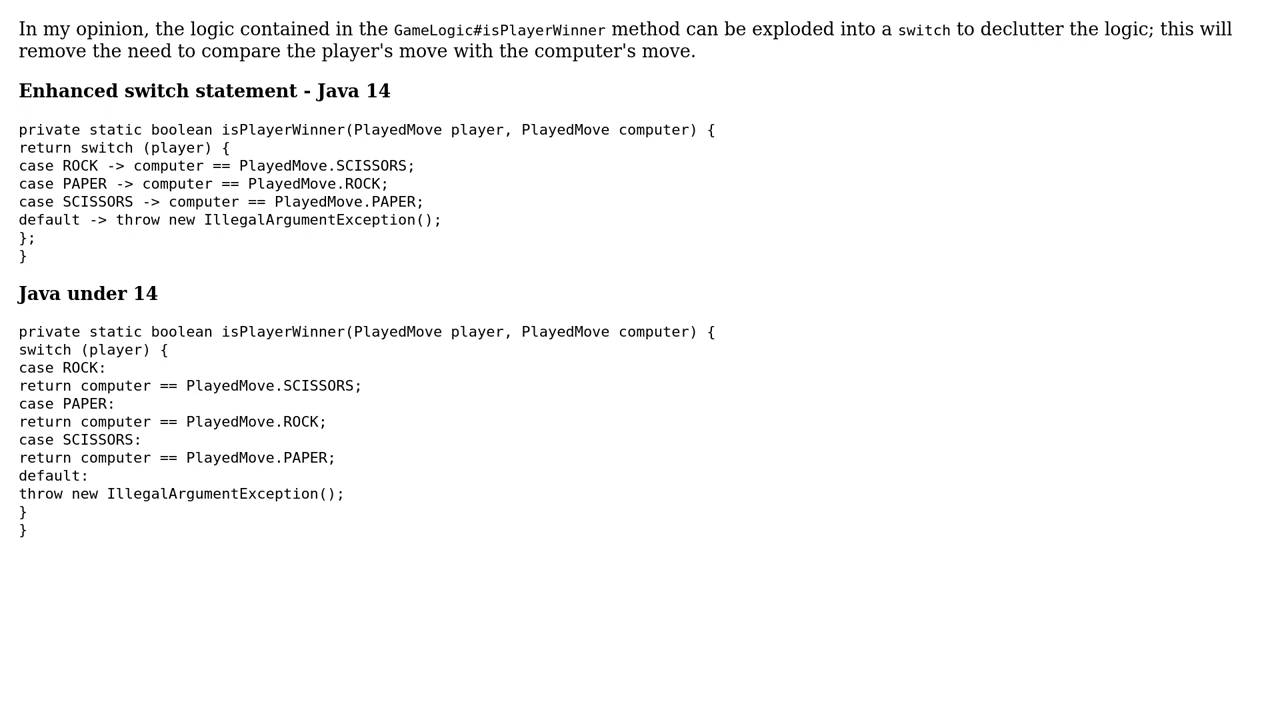 In my opinion, the logic contained in the GameLogic#isPlayerWinner method can be exploded into a switch to declutter the logic; this will
remove the need to compare the player's move with the computer's move.
Enhanced switch statement - Java 14
private static boolean isPlayerWinner(PlayedMove player, PlayedMove computer) {
return switch (player) {
case ROCK -> computer == PlayedMove.SCISSORS;
case PAPER -> computer == PlayedMove.ROCK;
case SCISSORS -> computer == PlayedMove.PAPER;
default -> throw new IllegalArgumentException();
};
}
Java under 14
private static boolean isPlayerWinner(PlayedMove player, PlayedMove computer) {
switch (player) {
case ROCK:
return computer == PlayedMove.SCISSORS;
case PAPER:
return computer == PlayedMove.ROCK;
case SCISSORS:
return computer == PlayedMove.PAPER;
default:
throw new IllegalArgumentException();
}
}